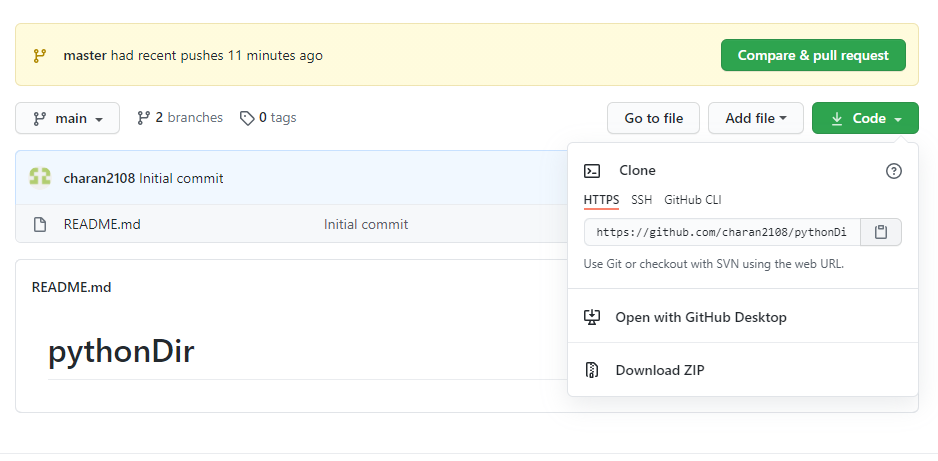 master had recent pushes 11 minutes ago Compare & pull request
main 2 branches 0 tags Go to file Add file Code
charan2108 Initial commit
README.md Initial commit
README.md
pythonDir
Clone
HTTPS SSH GitHub CLI
https://github.com/charan2108/pythonDi
Use Git or checkout with SVN using the web URL.
Open with GitHub Desktop
Download ZIP